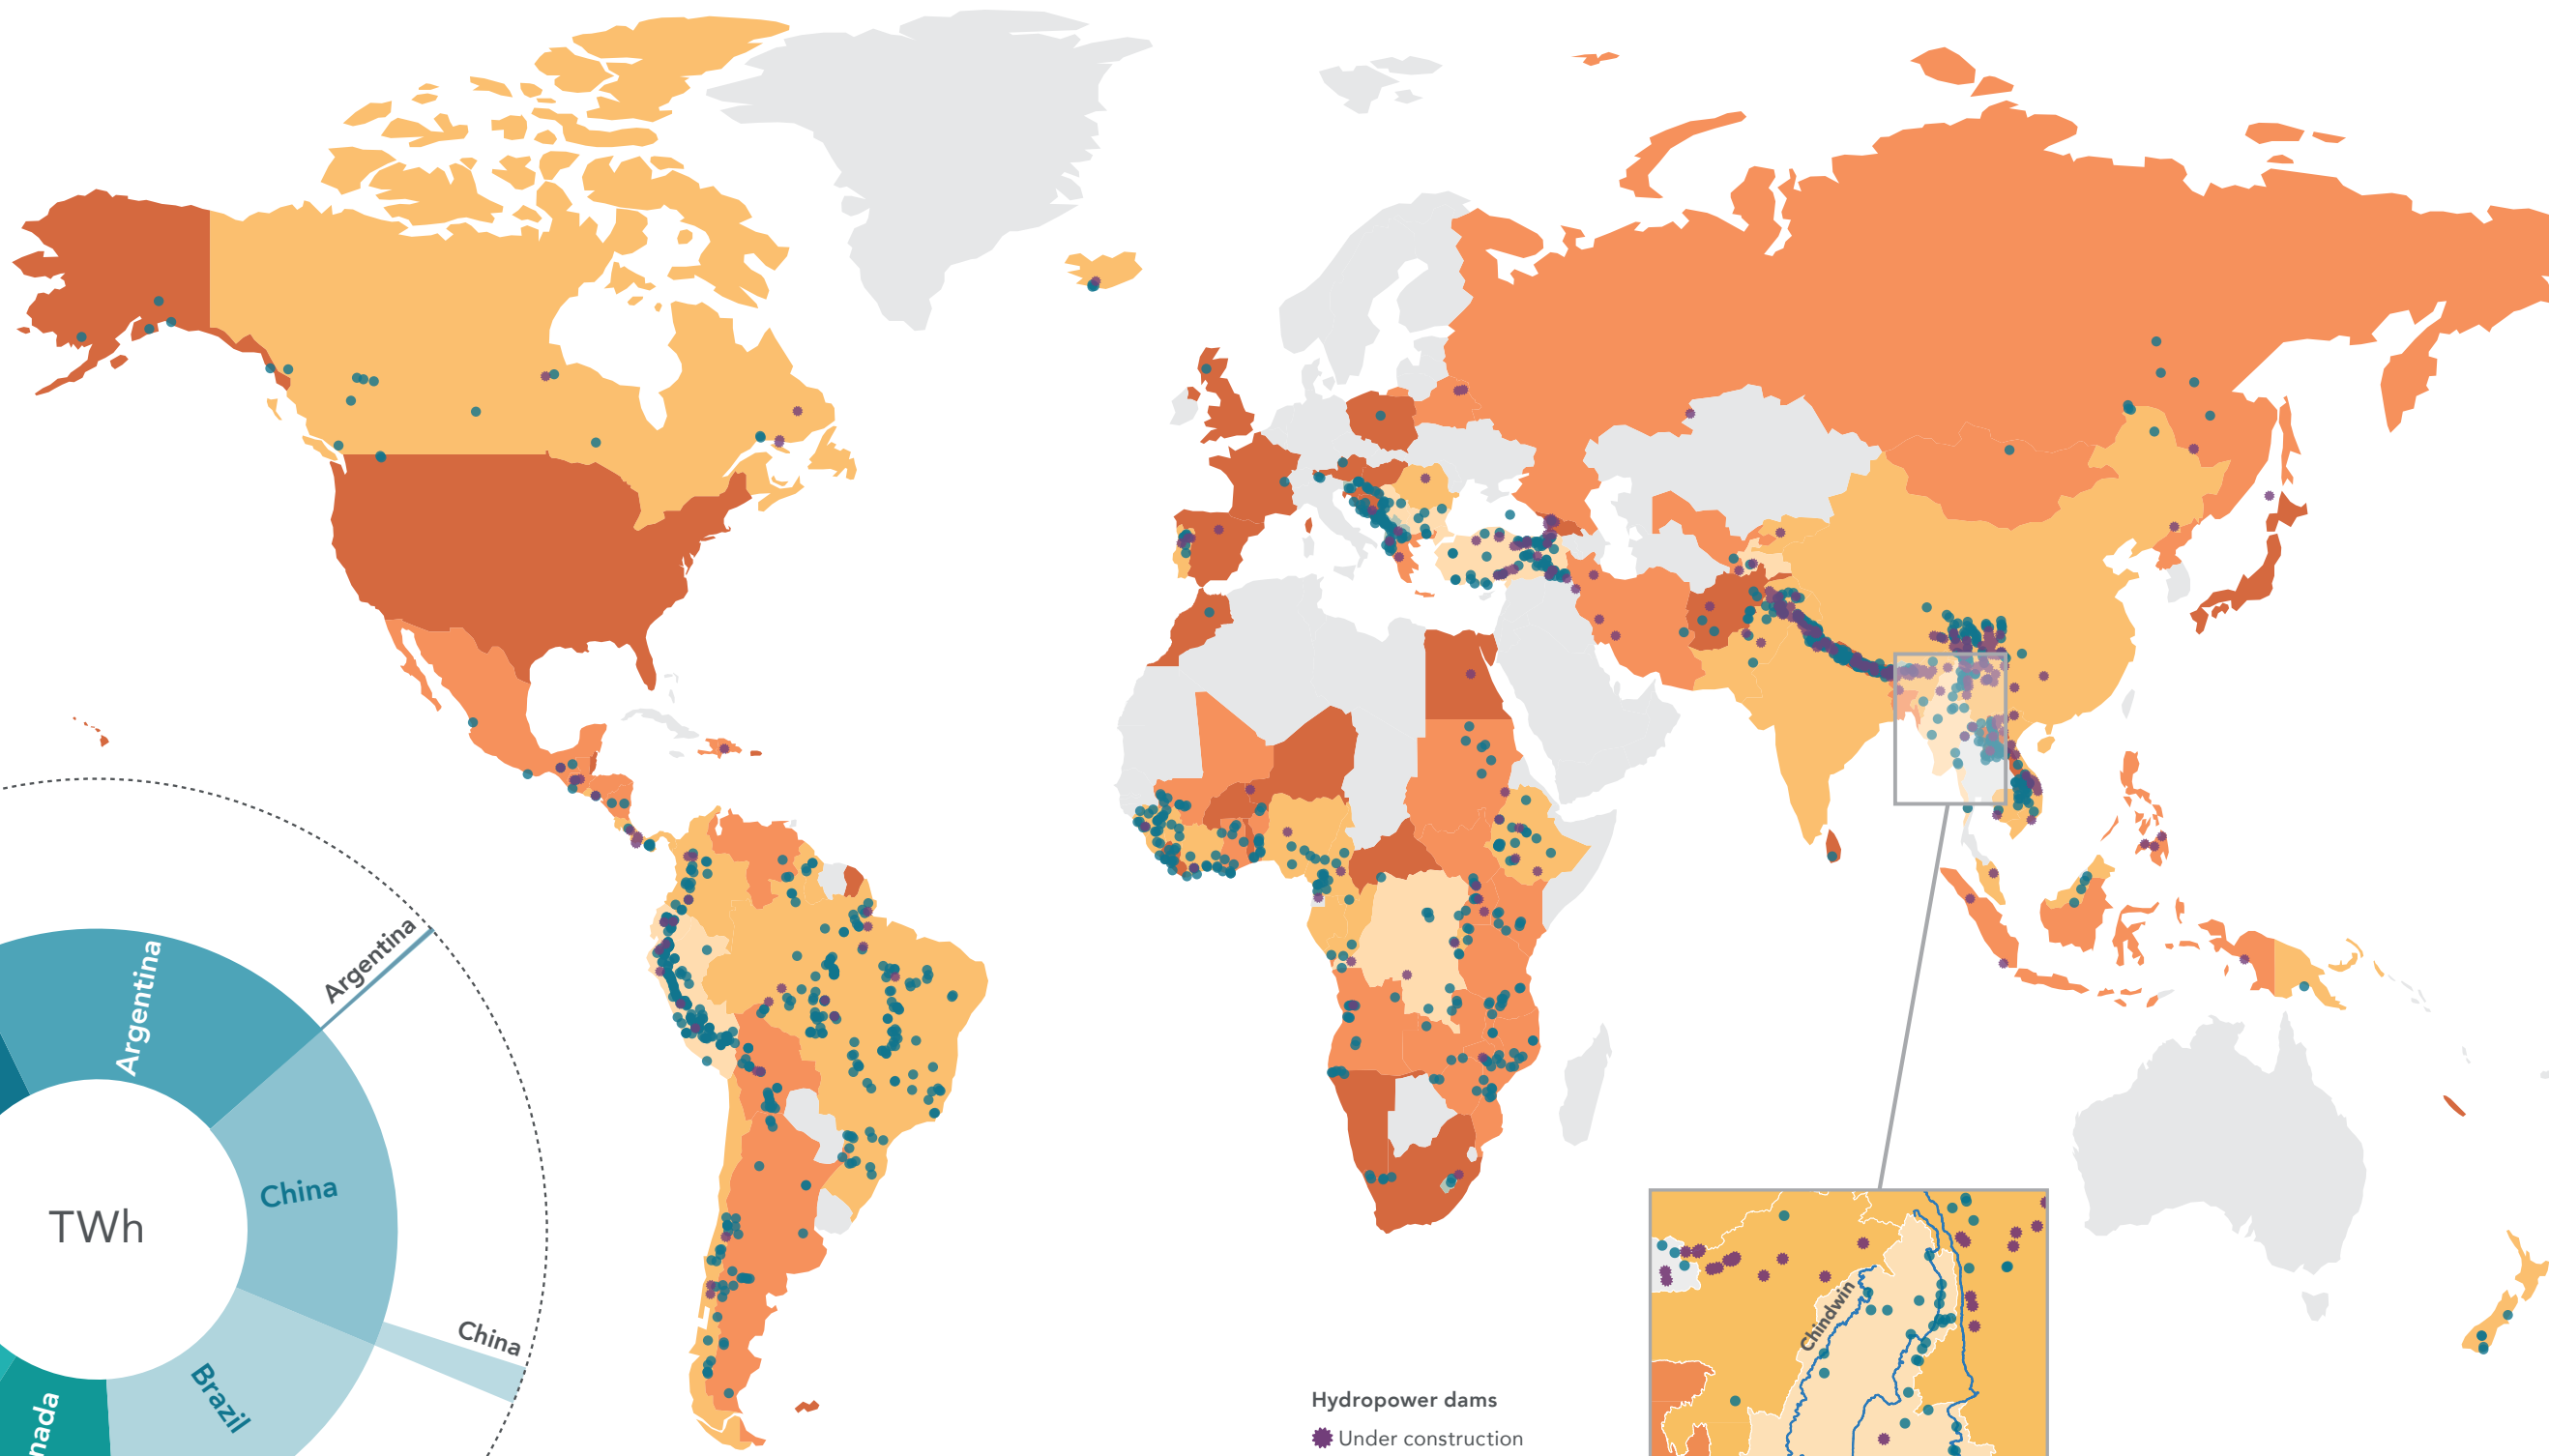 Argentina
Argentina
China
China
TWh
Brazil
nada
Chindwin
Hydropower dams
Under construction